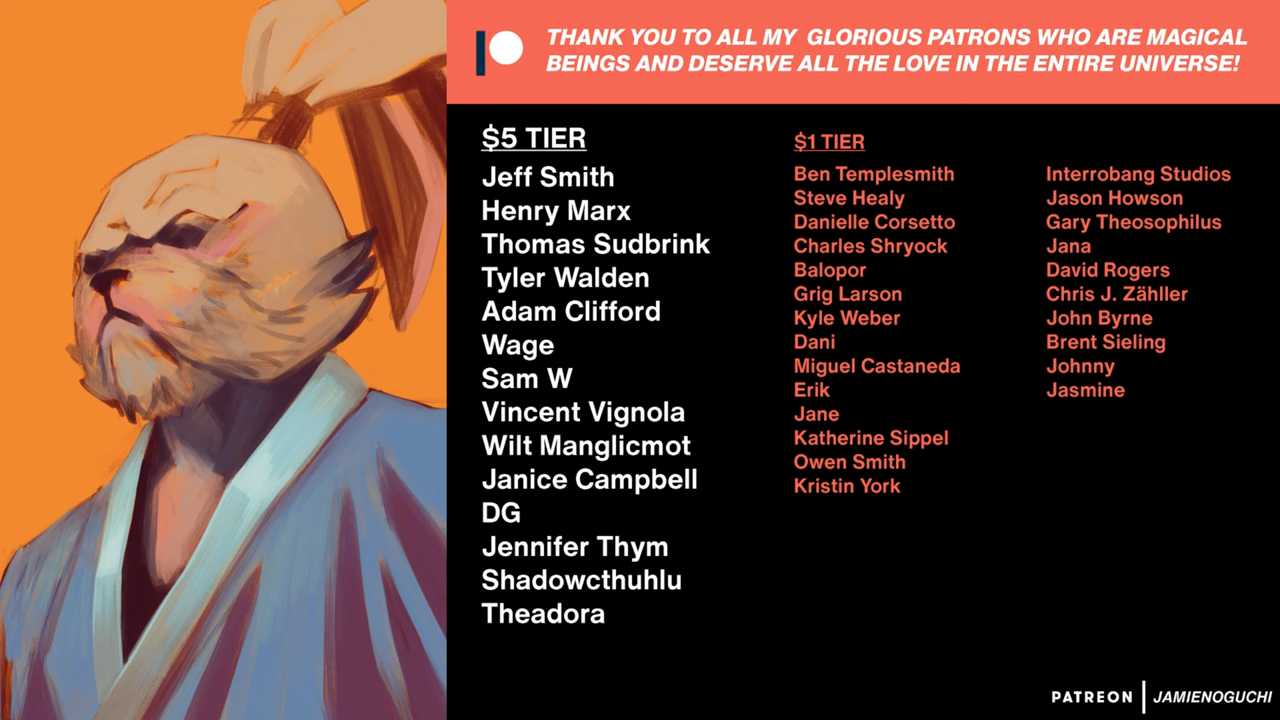 THANK YOU TO ALL MY GLORIOUS PATRONS WHO ARE MAGICAL
BEINGS AND DESERVE ALL THE LOVE IN THE ENTIRE UNIVERSE!
$5 TIER
Jeff Smith
Henry Marx
Thomas Sudbrink
Tyler Walden
Adam Clifford
Wage
Sam W
Vincent Vignola
Wilt Manglicmot
Janice Campbell
DG
Jennifer Thym
Shadowcthuhlu
Theadora
$1 TIER
Ben Templesmith
Steve Healy
Danielle Corsetto
Charles Shryock
Balopor
Grig Larson
Kyle Weber
Dani
Miguel Castaneda
Erik
Jane
Katherine Sippel
Owen Smith
Kristin York
Interrobang Studios
Jason Howson
Gary Theosophilus
Jana
David Rogers
Chris J. Zähller
John Byrne
Brent Sieling
Johnny
Jasmine
PATREON | JAMIENOGUCHI